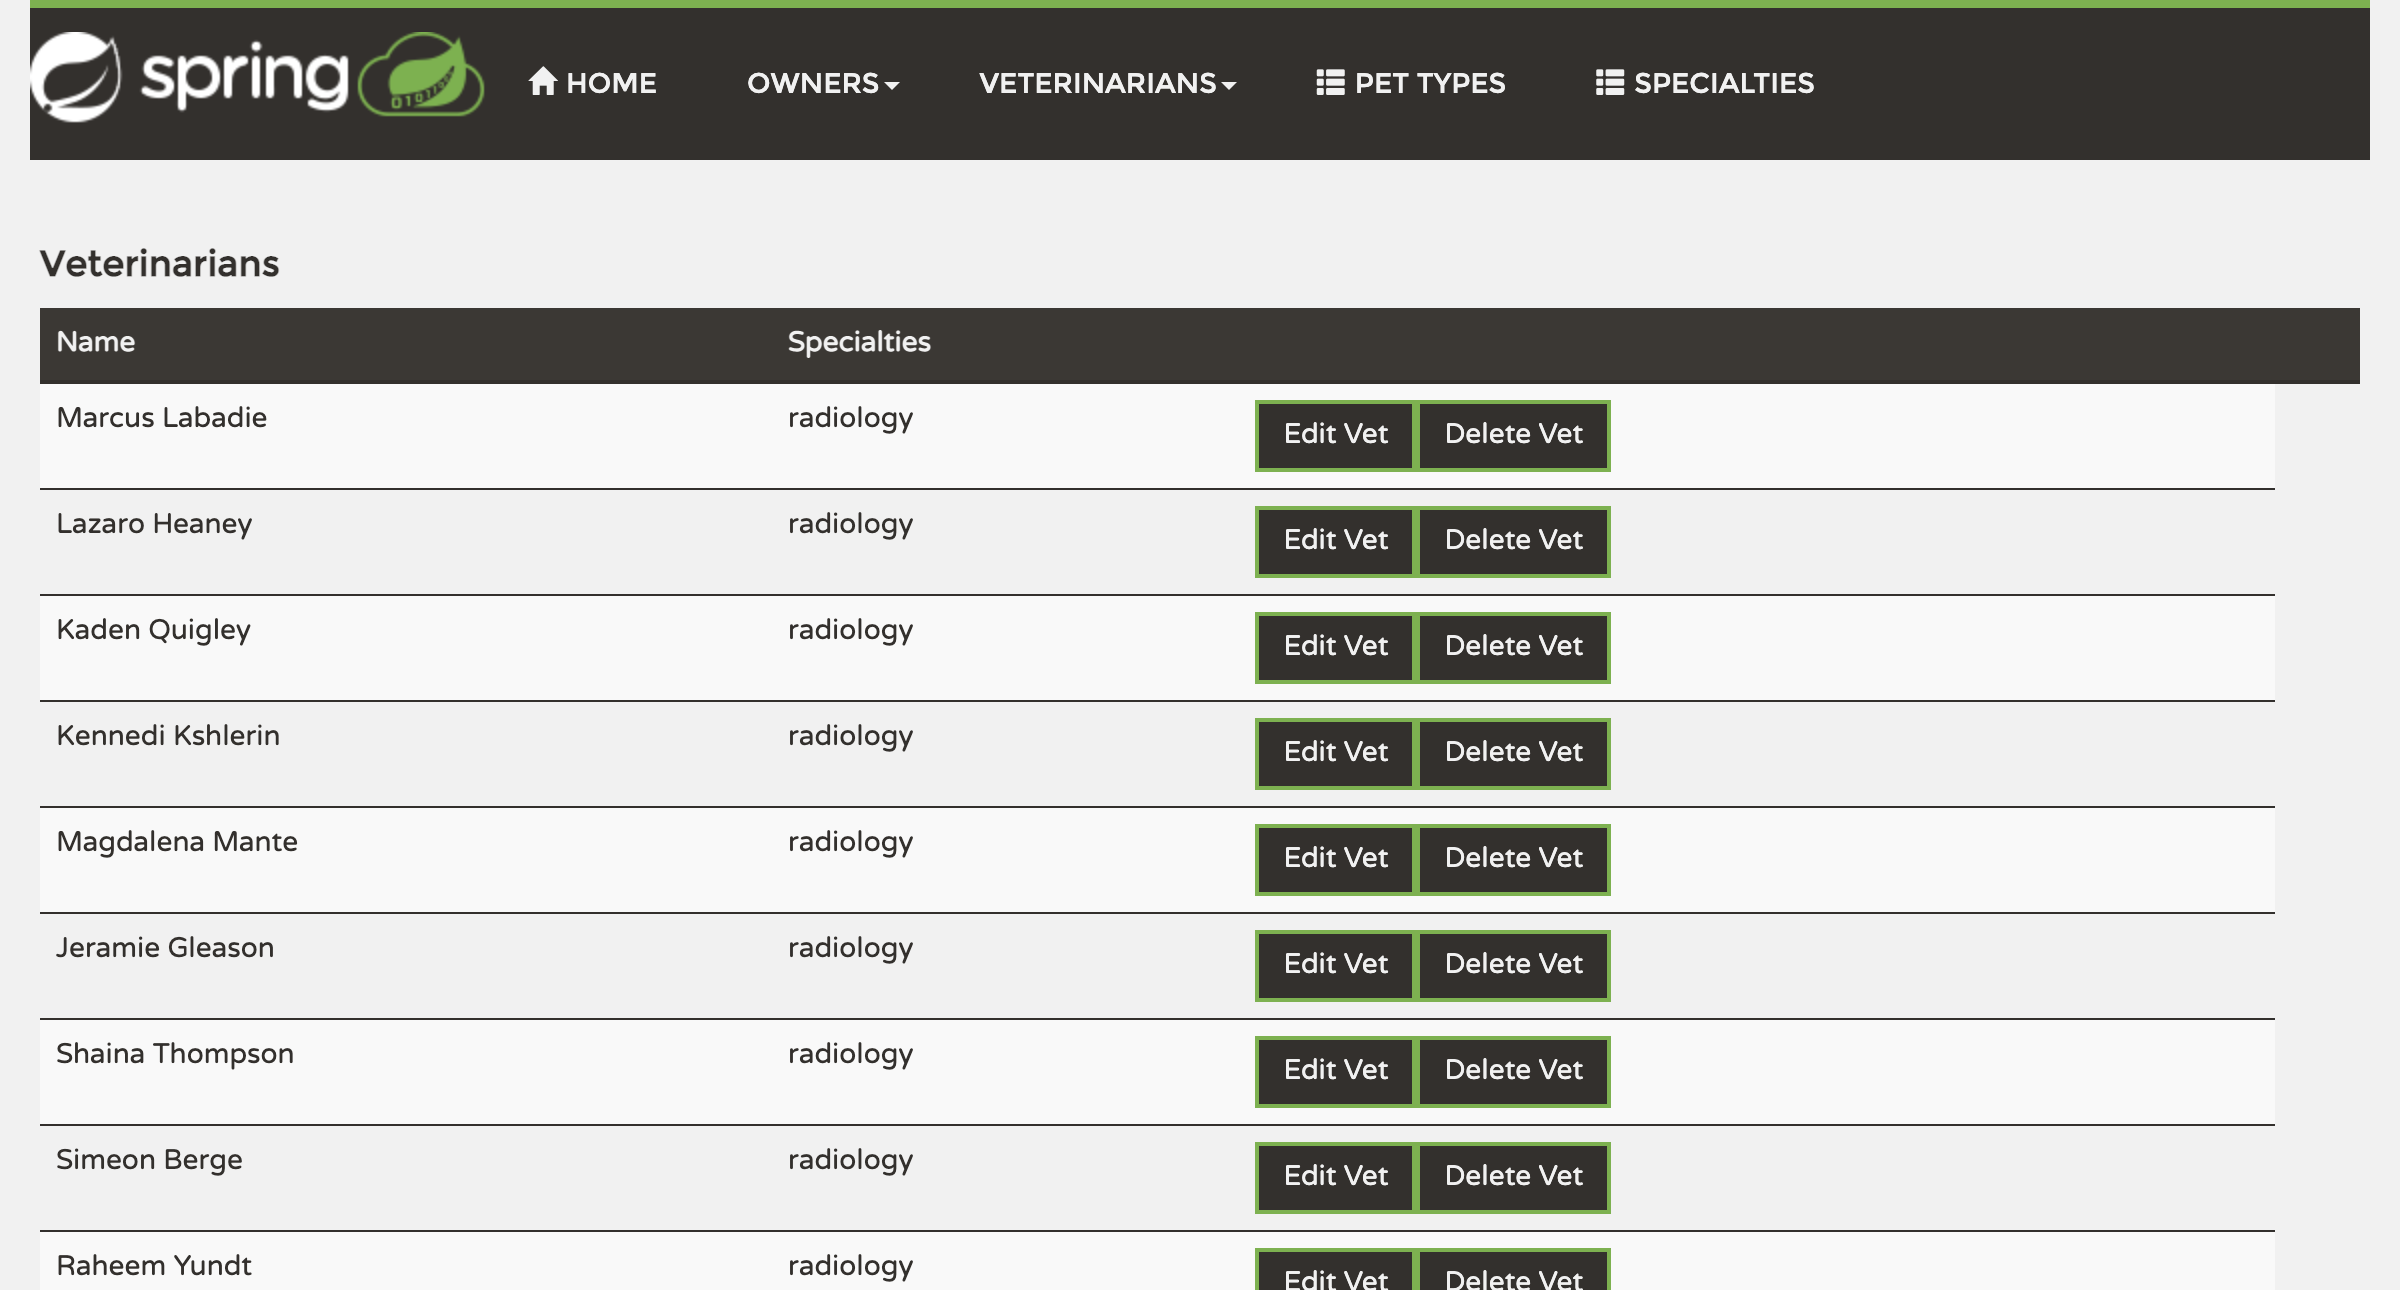 spring HOME OWNERS VETERINARIANS PET TYPES SPECIALTIES
Veterinarians
Name Specialties
Marcus Labadie radiology Edit Vet Delete Vet
Lazaro Heaney radiology Edit Vet Delete Vet
Kaden Quigley radiology Edit Vet Delete Vet
Kennedi Kshlerin radiology Edit Vet Delete Vet
Magdalena Mante radiology Edit Vet Delete Vet
Jeramie Gleason radiology Edit Vet Delete Vet
Shaina Thompson radiology Edit Vet Delete Vet
Simeon Berge radiology Edit Vet Delete Vet
Raheem Yundt radiology Edit Vet Delete Vet